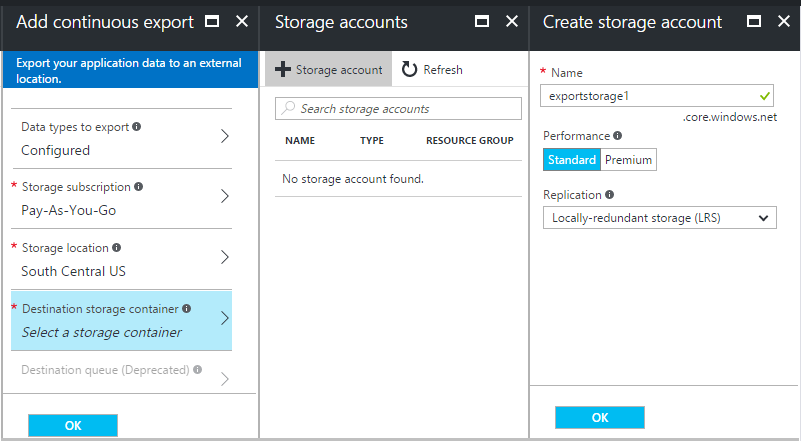 Add continuous export
Export your application data to an external
location.
Data types to export
Configured
* Storage subscription
Pay-As-You-Go
* Storage location
South Central US
* Destination storage container
Select a storage container
Destination queue (Deprecated)
OK
Storage accounts
Storage account
Refresh
Search storage accounts
NAME TYPE RESOURCE GROUP
No storage account found.
Create storage account
* Name
exportstorage1
.core.windows.net
Performance
Standard Premium
Replication
Locally-redundant storage (LRS)
OK